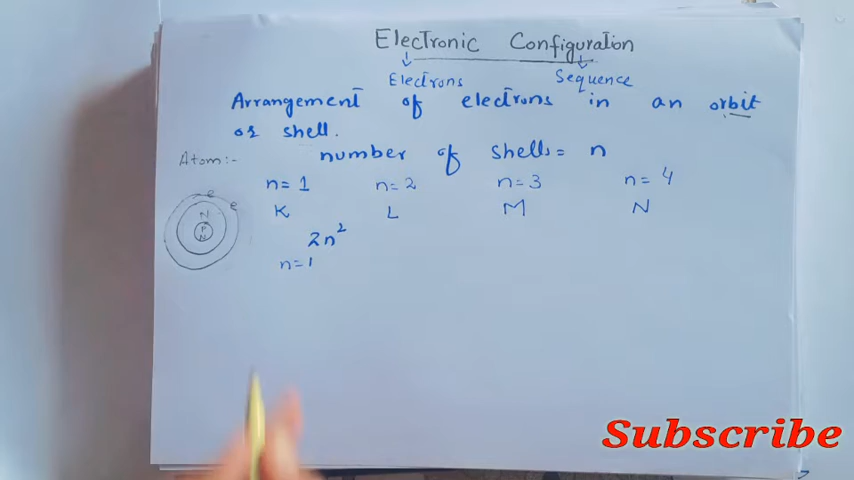 Electronic Configuration
Electrons Sequence
Arrangement of electrons in an orbit
or shell.
Atom:- number of shells = n
n = 1 n = 2 n = 3 n = 4
K L M N
e
e
N
P
N
2n²
n = 1
Subscribe